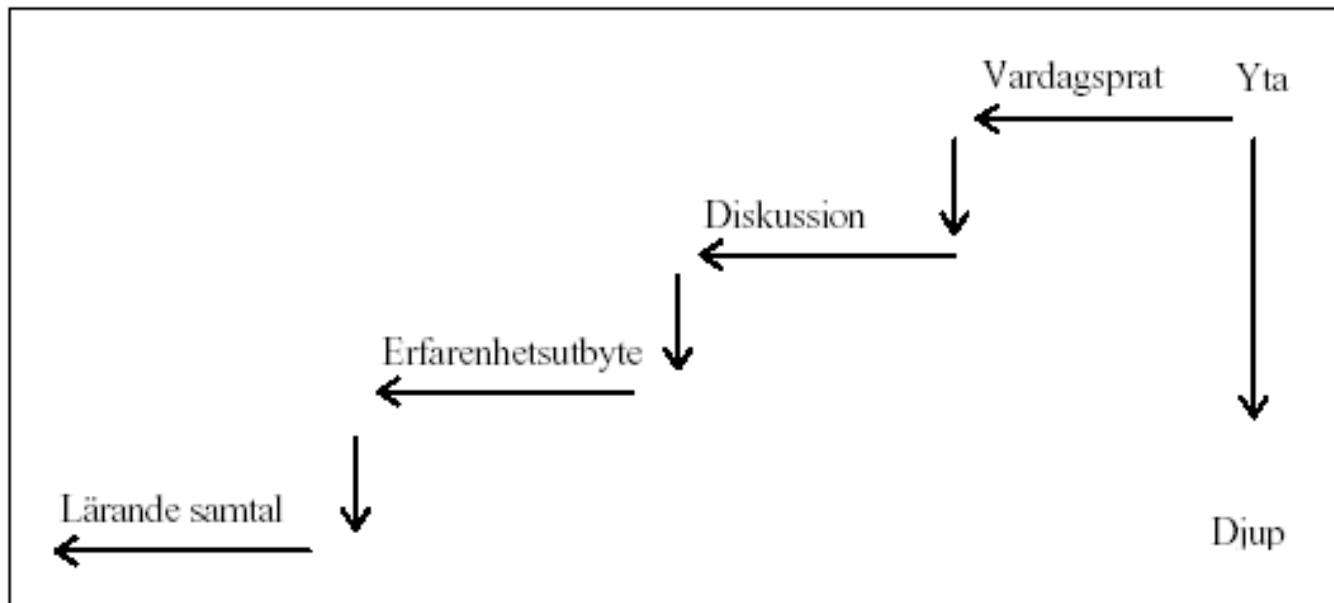 Vardagsprat Yta
Diskussion
Erfarenhetsutbyte
Lärande samtal
Djup